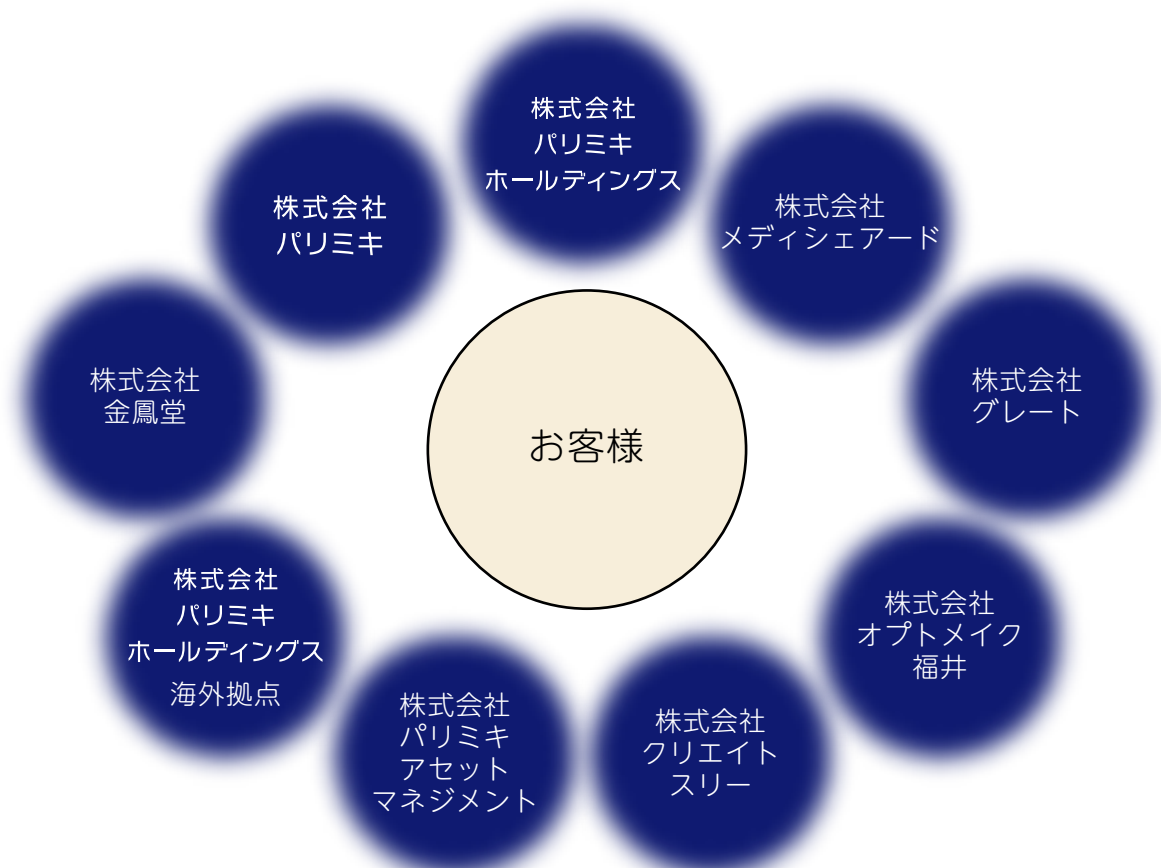 株式会社
パリミキ
ホールディングス
株式会社
パリミキ
株式会社
メディシェアード
株式会社
金鳳堂
株式会社
グレート
お客様
株式会社
パリミキ
ホールディングス
海外拠点
株式会社
オプトメイク
福井
株式会社
パリミキ
アセット
マネジメント
株式会社
クリエイト
スリー